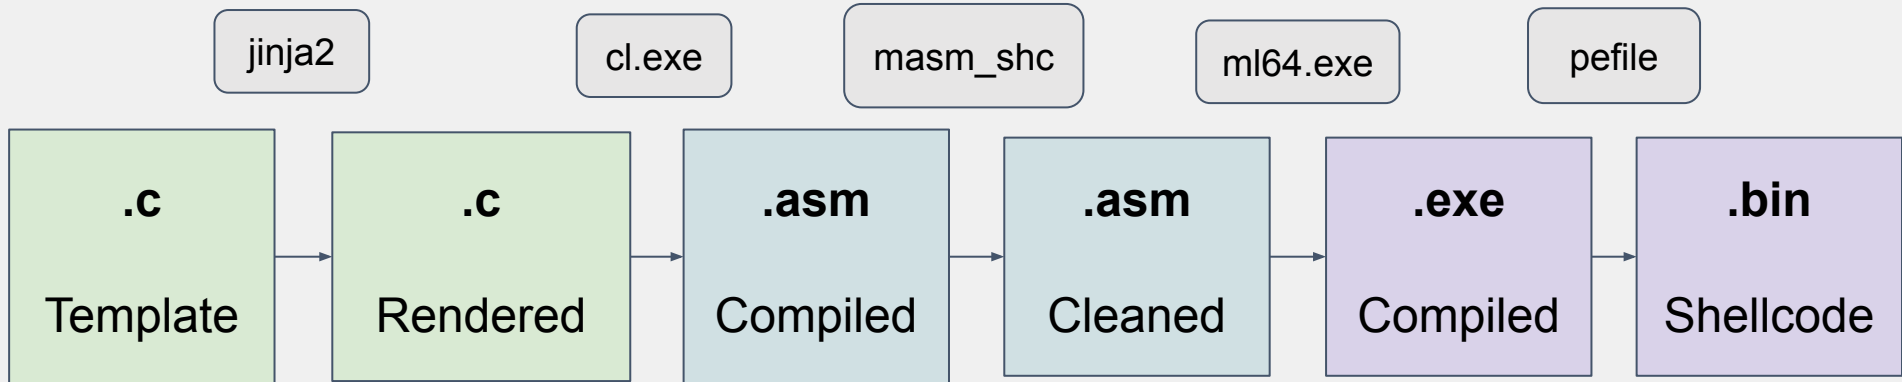 jinja2
cl.exe
masm_shc
ml64.exe
pefile
.c
Template
.c
Rendered
.asm
Compiled
.asm
Cleaned
.exe
Compiled
.bin
Shellcode